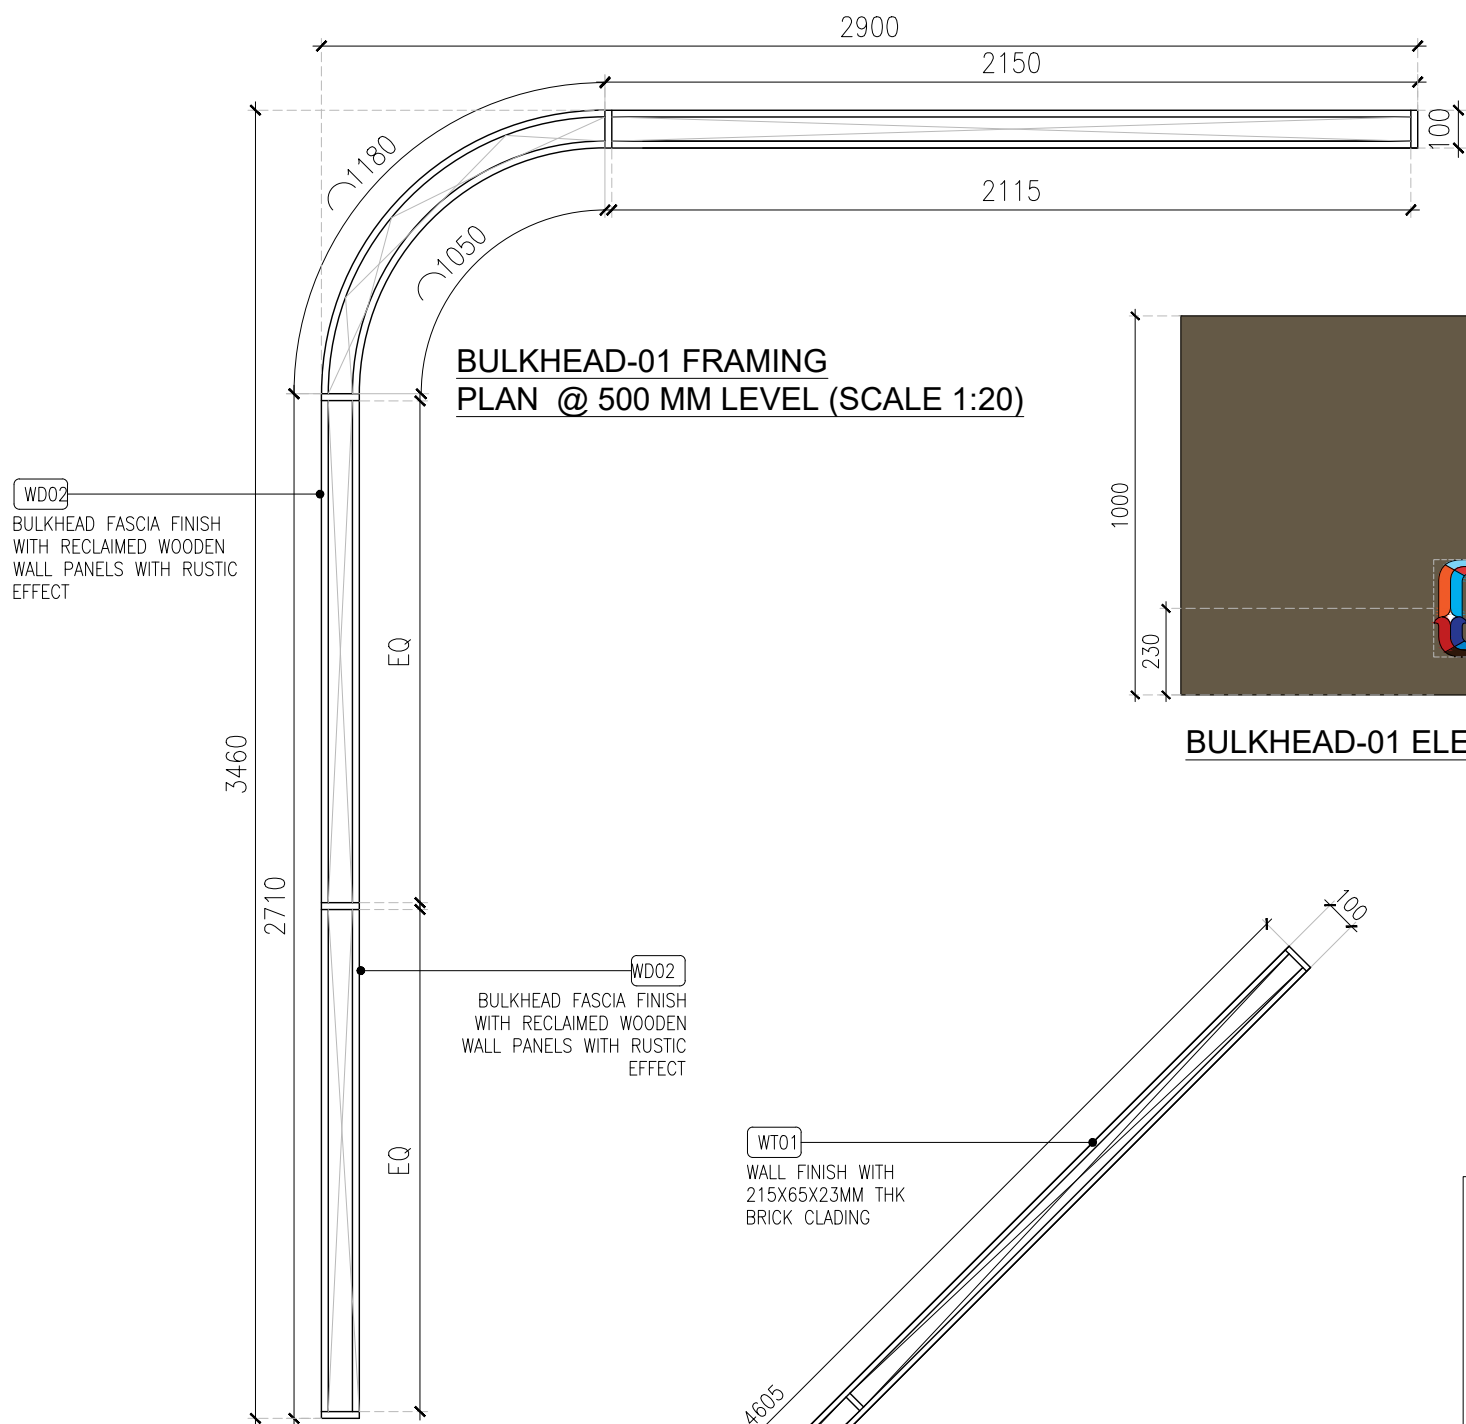 2900
2150
100
1180
2115
1050
BULKHEAD-01 FRAMING
PLAN @ 500 MM LEVEL (SCALE 1:20)
1000
WD02
BULKHEAD FASCIA FINISH
WITH RECLAIMED WOODEN
WALL PANELS WITH RUSTIC
EFFECT
EQ
230
3460
BULKHEAD-01 ELE
2710
100
WD02
BULKHEAD FASCIA FINISH
WITH RECLAIMED WOODEN
WALL PANELS WITH RUSTIC
EFFECT
WT01
WALL FINISH WITH
215X65X23MM THK
BRICK CLADING
EQ
4605